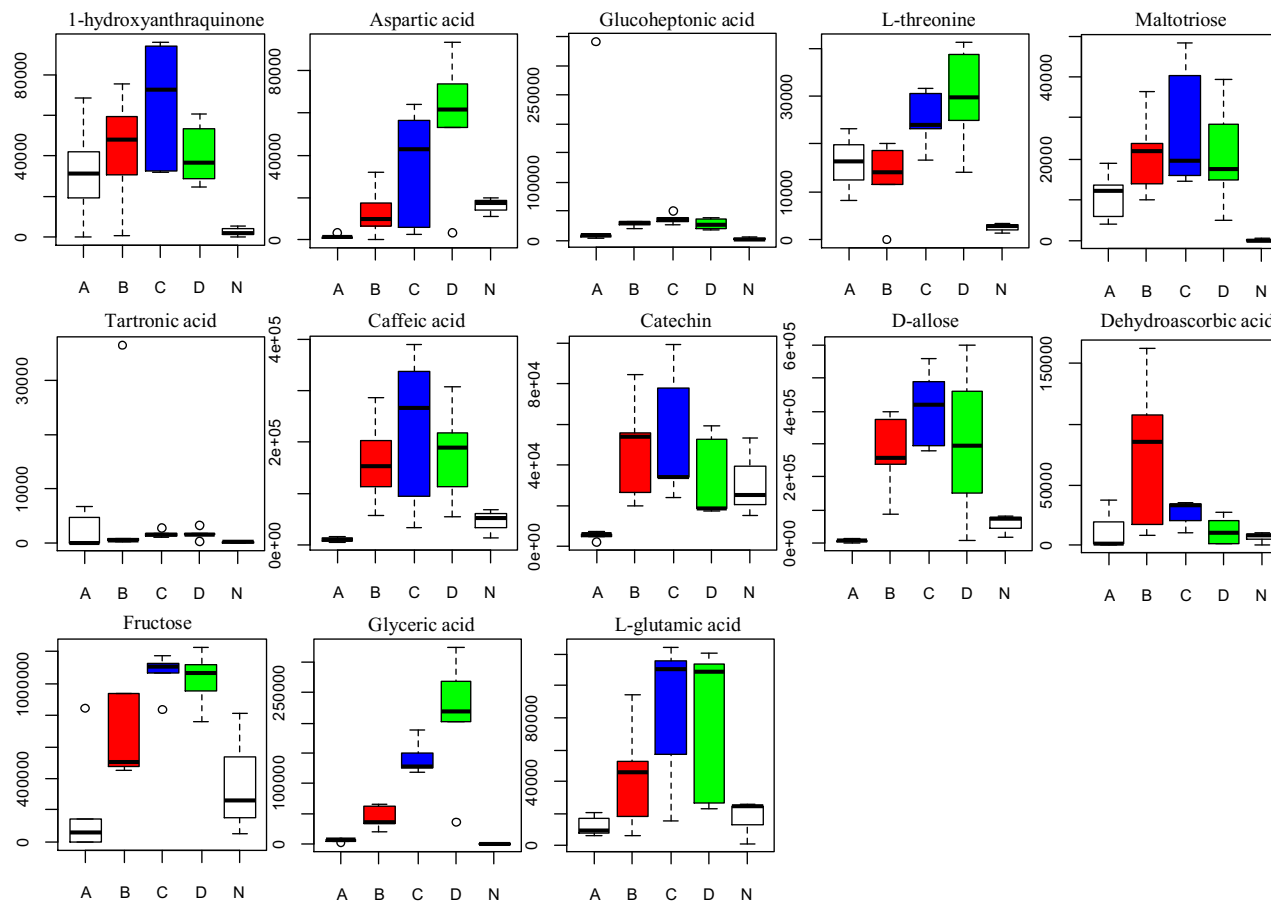 1-hydroxyanthraquinone
Aspartic acid
Glucoheptonic acid
L-threonine
Maltotriose
0 40000 80000
0 40000 80000
0 100000 250000
0 10000 30000
0 20000 40000
A B C D N
A B C D N
A B C D N
A B C D N
A B C D N
Tartronic acid
Caffeic acid
Catechin
D-allose
Dehydroascorbic acid
0 10000 30000
0e+00 2e+05 4e+05
0e+00 4e+04 8e+04
0e+00 2e+05 4e+05 6e+05
0 50000 150000
A B C D N
A B C D N
A B C D N
A B C D N
A B C D N
Fructose
Glyceric acid
L-glutamic acid
0 400000 1000000
0 100000 250000
0 40000 80000
A B C D N
A B C D N
A B C D N